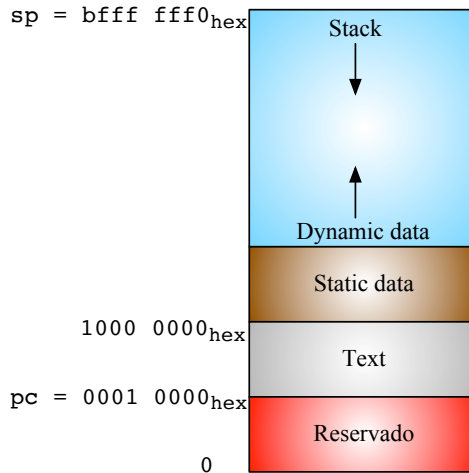 sp = bfff fff0hex
Stack
Dynamic data
Static data
1000 0000hex
Text
pc = 0001 0000hex
Reservado
0